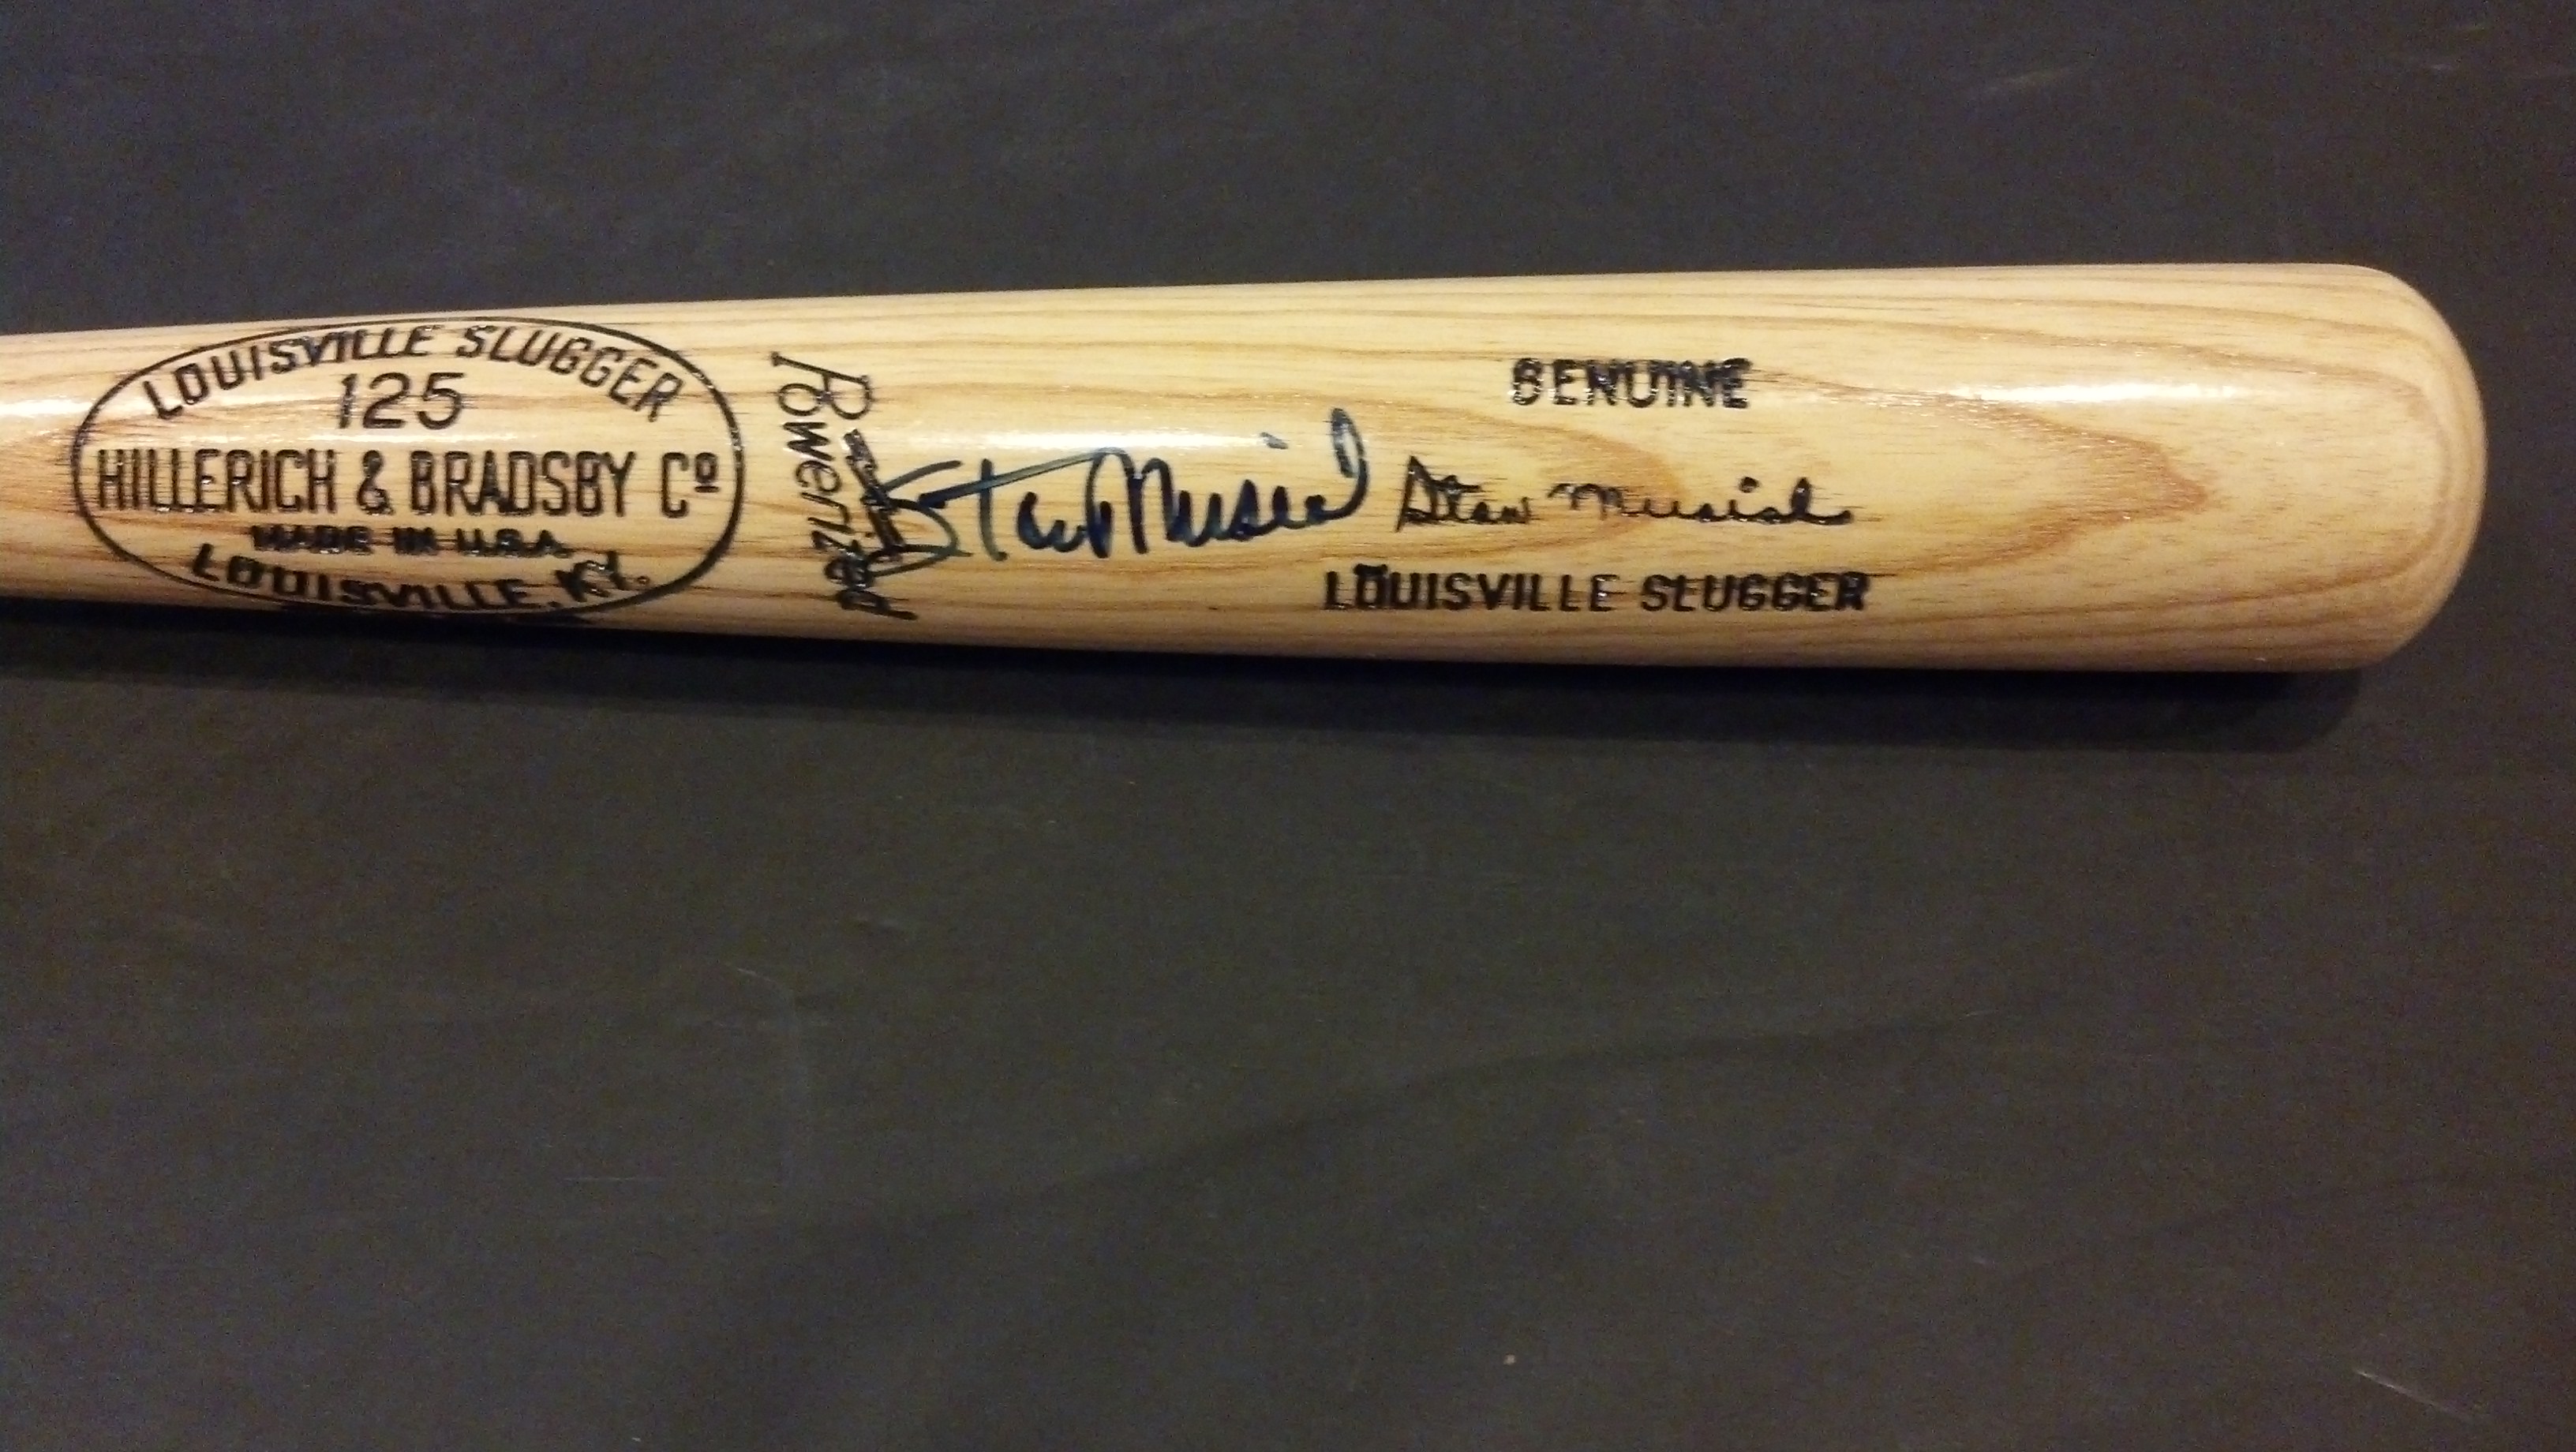 LOUISVILLE SLUGGER
125
HILLERICH & BRADSBY Cº
MADE IN U.S.A.
LOUISVILLE, KY.
Powerized
Stan Musial
GENUINE
Stan Musial
LOUISVILLE SLUGGER